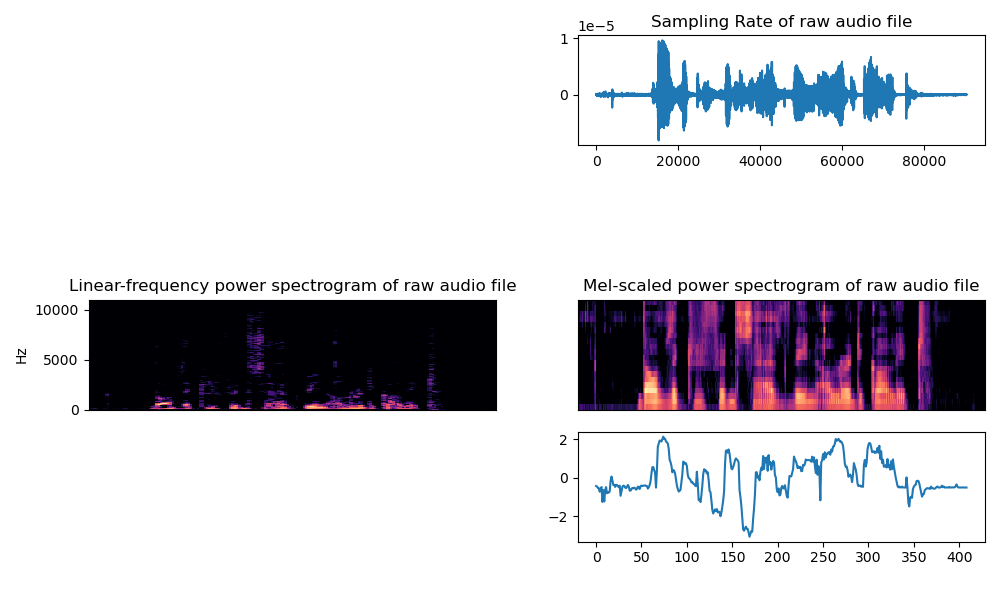 Sampling Rate of raw audio file
1e−5
1
0
0 20000 40000 60000 80000
Linear-frequency power spectrogram of raw audio file
Mel-scaled power spectrogram of raw audio file
10000
5000
0
Hz
2
0
−2
0 50 100 150 200 250 300 350 400